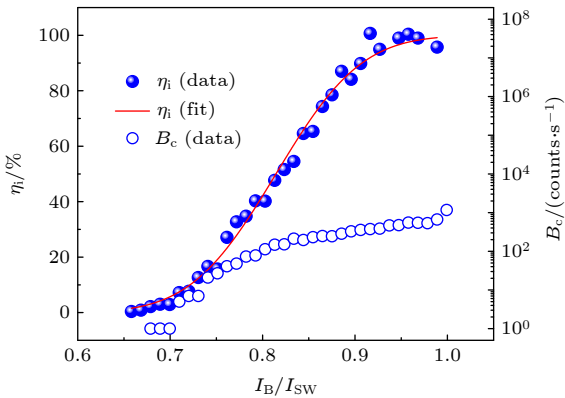 100
80
60
40
20
0
η_i/%
η_i (data)
η_i (fit)
B_c (data)
10^8
10^6
10^4
10^2
10^0
B_c/(counts·s^−1)
0.6 0.7 0.8 0.9 1.0
I_B/I_SW